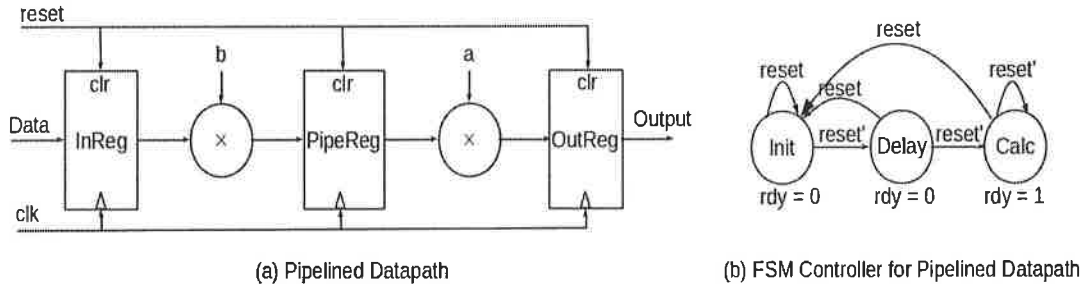 reset
b
a
clr
clr
clr
Data
InReg
×
PipeReg
×
OutReg
Output
clk
(a) Pipelined Datapath
reset
reset
reset
reset'
Init
reset'
Delay
reset'
Calc
rdy = 0
rdy = 0
rdy = 1
(b) FSM Controller for Pipelined Datapath